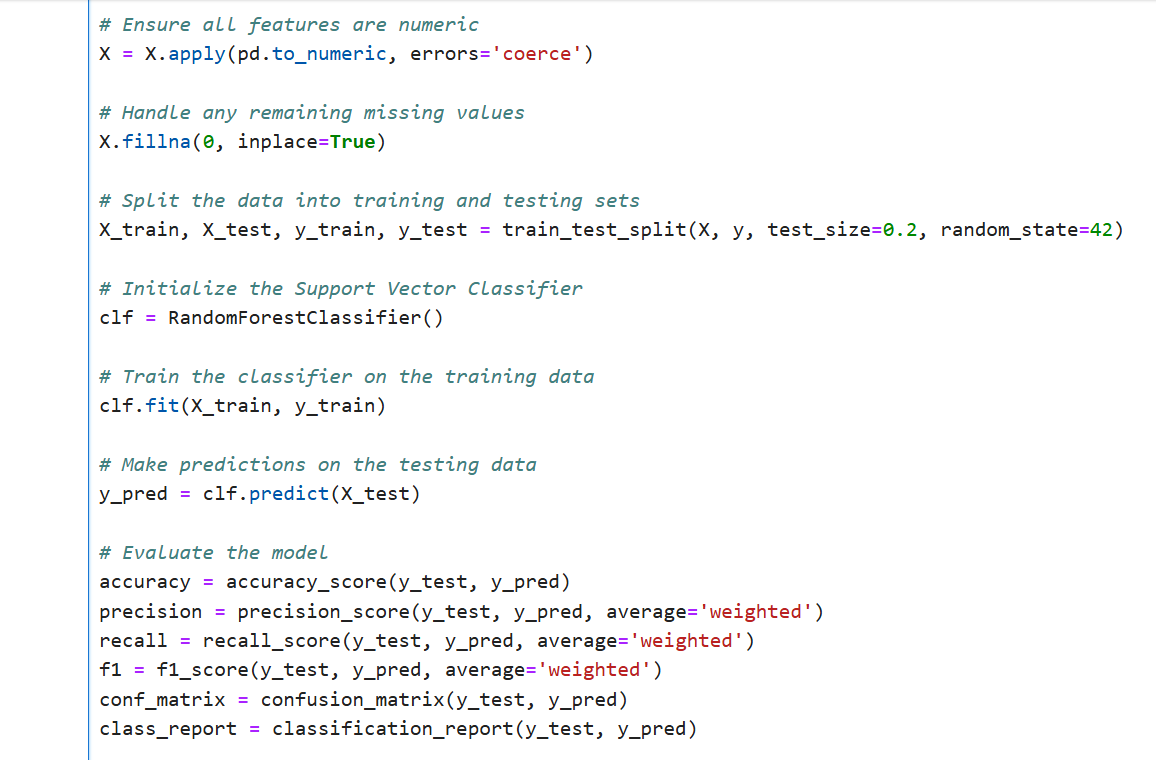 # Ensure all features are numeric
X = X.apply(pd.to_numeric, errors='coerce')
# Handle any remaining missing values
X.fillna(0, inplace=True)
# Split the data into training and testing sets
X_train, X_test, y_train, y_test = train_test_split(X, y, test_size=0.2, random_state=42)
# Initialize the Support Vector Classifier
clf = RandomForestClassifier()
# Train the classifier on the training data
clf.fit(X_train, y_train)
# Make predictions on the testing data
y_pred = clf.predict(X_test)
# Evaluate the model
accuracy = accuracy_score(y_test, y_pred)
precision = precision_score(y_test, y_pred, average='weighted')
recall = recall_score(y_test, y_pred, average='weighted')
f1 = f1_score(y_test, y_pred, average='weighted')
conf_matrix = confusion_matrix(y_test, y_pred)
class_report = classification_report(y_test, y_pred)